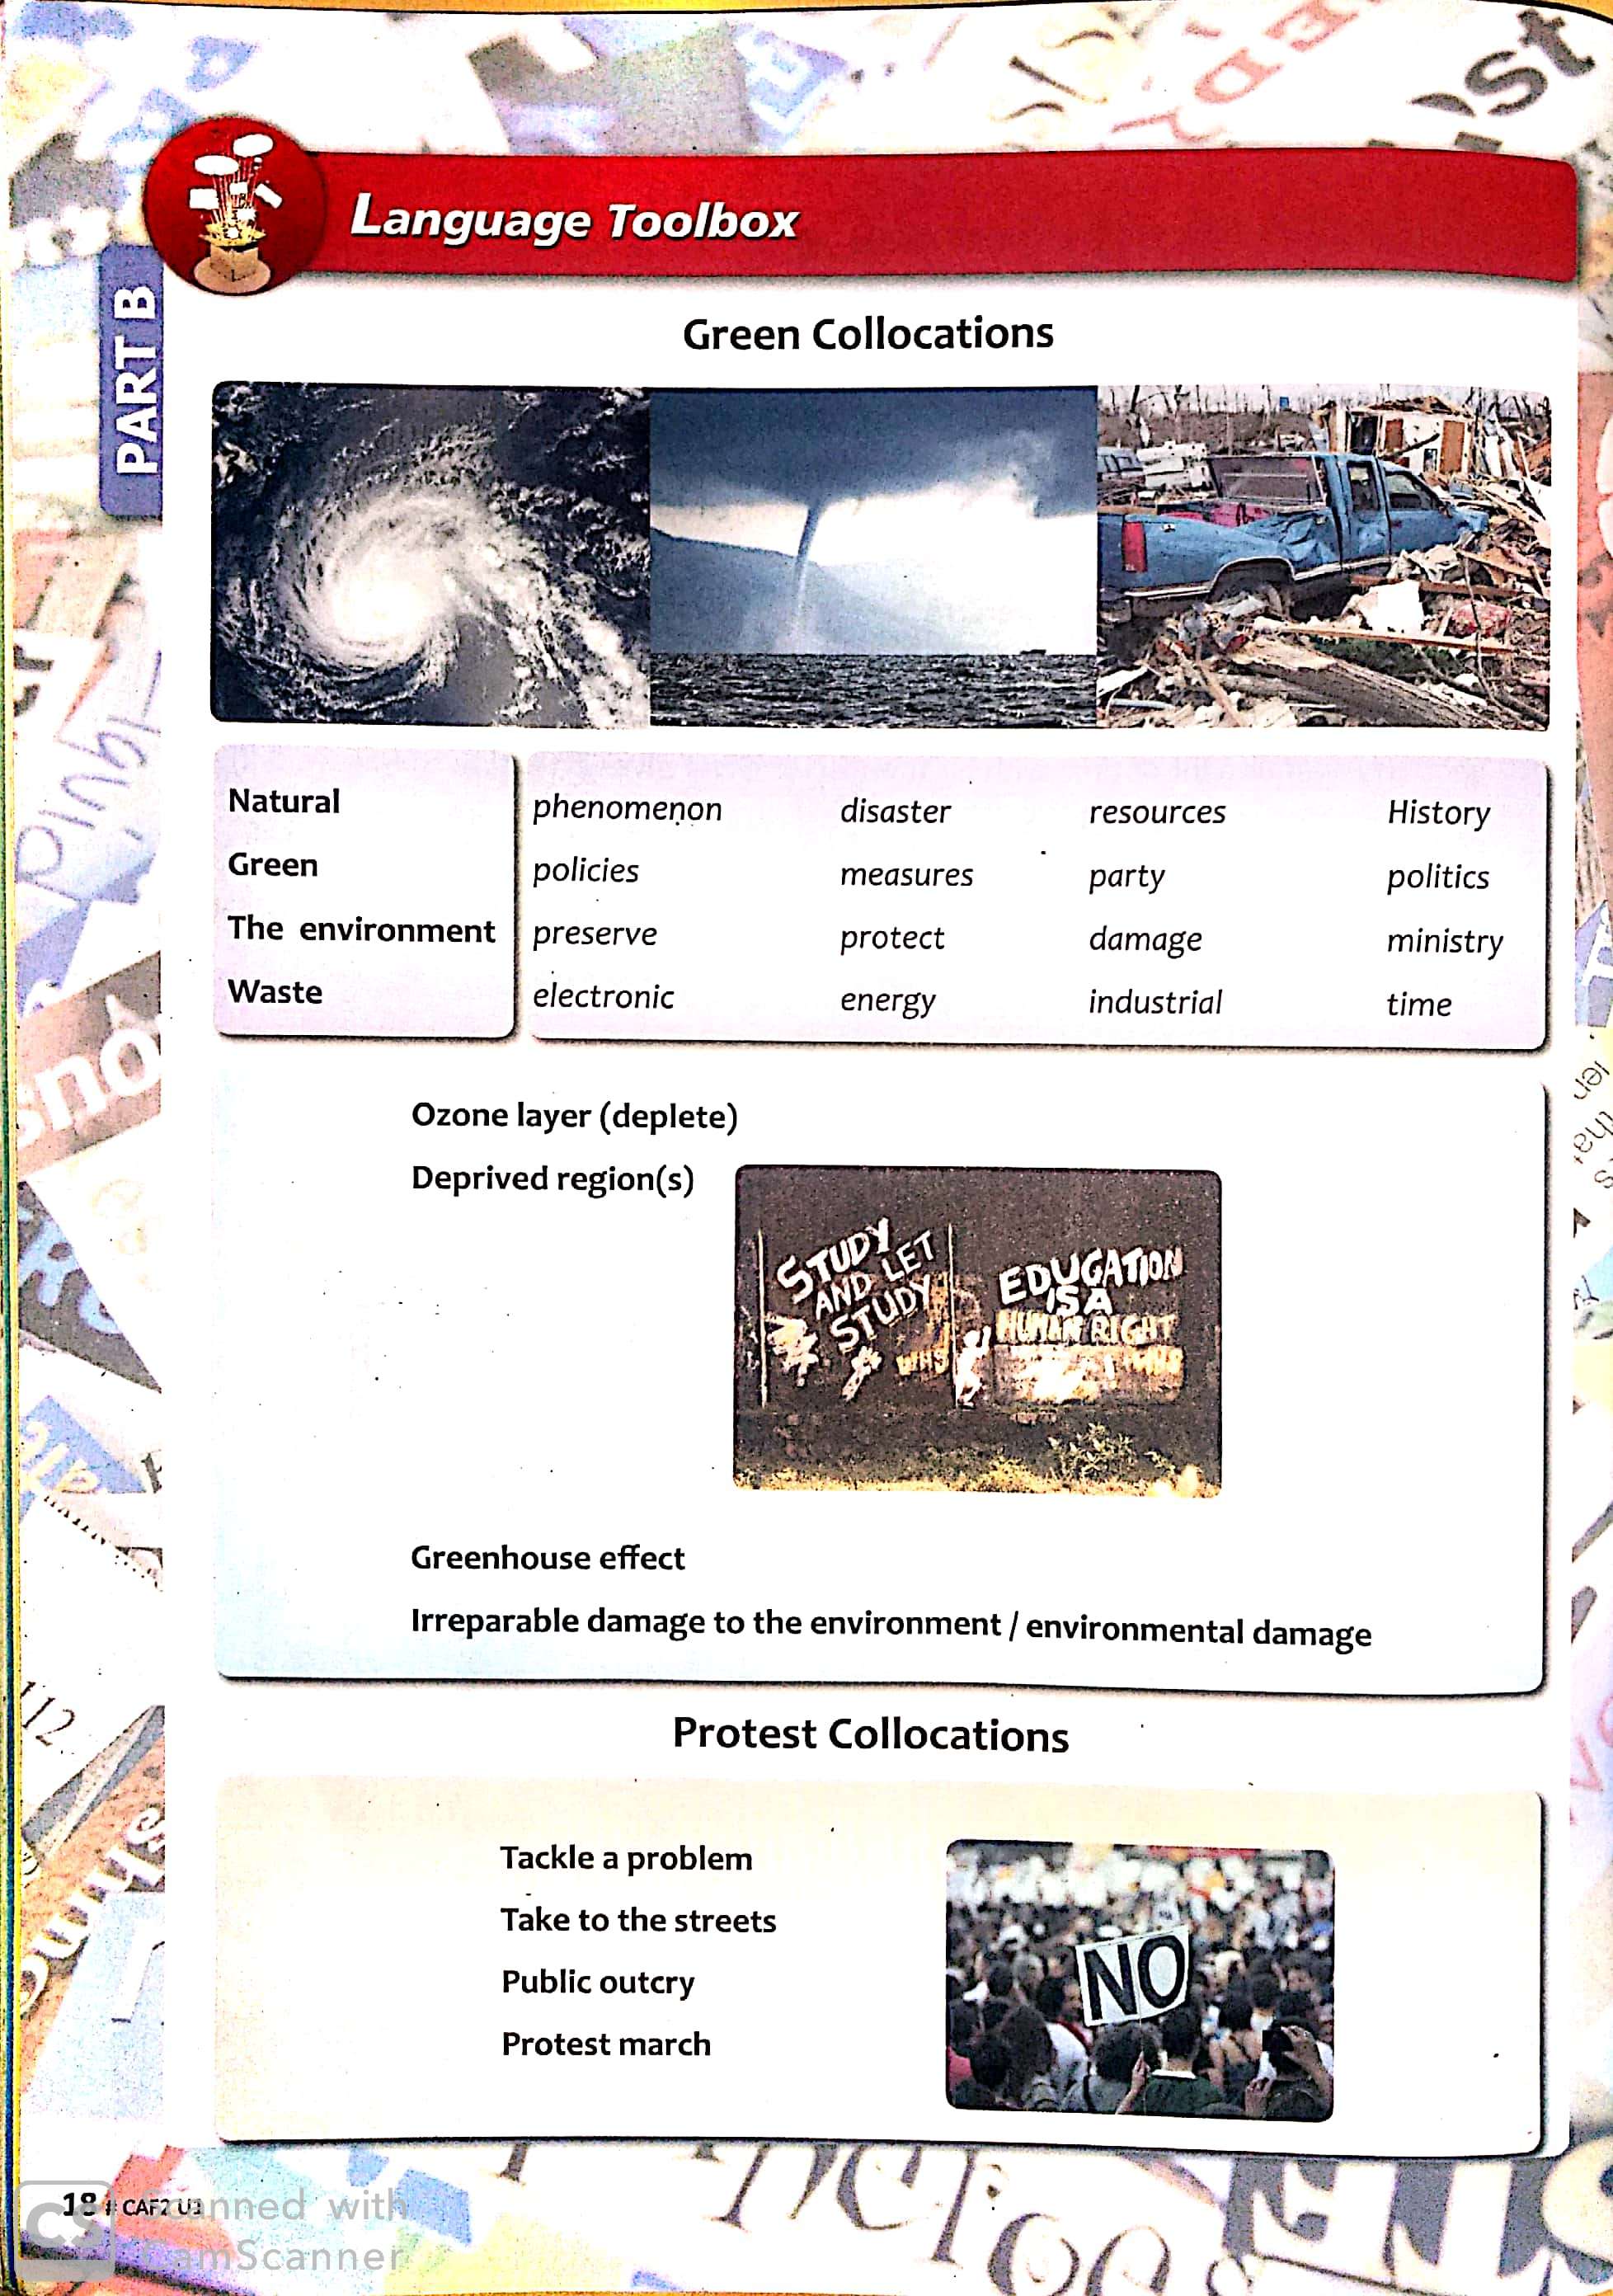 Language Toolbox
PART B
Green Collocations
Natural phenomenon disaster resources History
Green policies measures party politics
The environment preserve protect damage ministry
Waste electronic energy industrial time
Ozone layer (deplete)
Deprived region(s)
STUDY
AND LET
STUDY
EDUCATION
IS A
HUMAN RIGHT
Greenhouse effect
Irreparable damage to the environment / environmental damage
Protest Collocations
Tackle a problem
Take to the streets
Public outcry
Protest march
NO
18 # CAF2
CS Scanned with
CamScanner